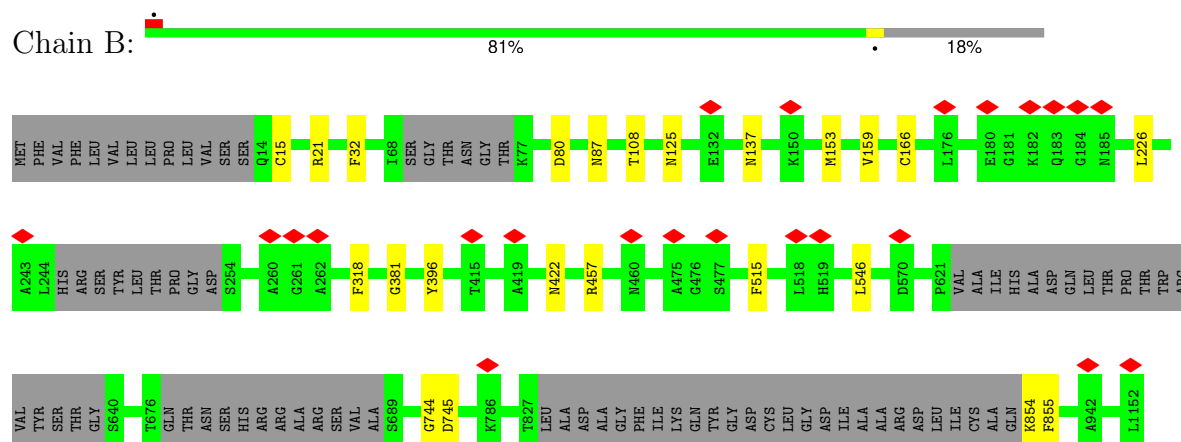 Chain B:
81%
18%
MET PHE VAL PHE LEU VAL LEU LEU PRO LEU VAL SER SER Q14 C15 R21 F32 I68 SER GLY THR ASN GLY THR K77 D80 N87 T108 N125 E132 N137 K150 M153 V159 C166 L176 E180 G181 K182 Q183 G184 N185 L226
A243 L244 HIS ARG SER TYR LEU THR PRO GLY ASP S254 A260 G261 A262 F318 G381 Y396 T415 A419 N422 R457 N460 A475 G476 S477 F515 L518 H519 L546 D570 P621 VAL ALA ILE HIS ALA ASP GLN LEU THR PRO THR TRP ARG
VAL TYR SER THR GLY S640 T676 GLN THR ASN SER HIS ARG ARG ALA ARG SER VAL ALA S689 G744 D745 K786 T827 LEU ALA ASP ALA GLY PHE ILE LYS GLN TYR GLY ASP CYS LEU GLY ASP ILE ALA ALA ARG ASP LEU ILE CYS ALA GLN K854 F855 A942 L1152